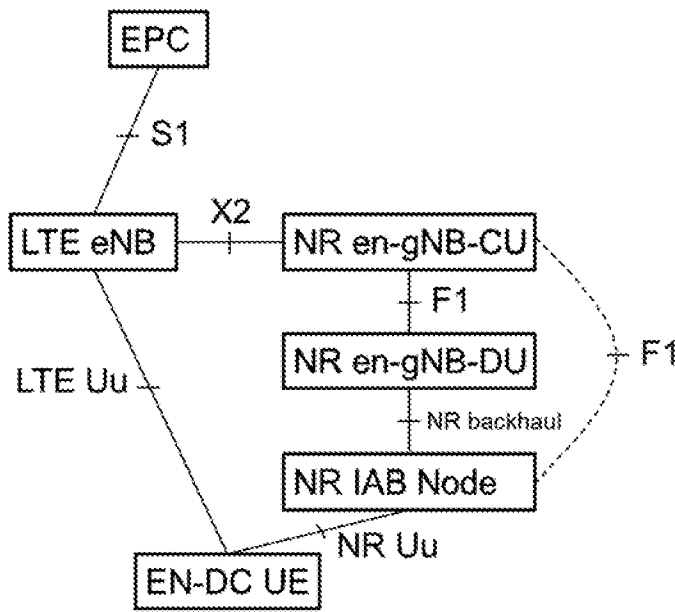 EPC
S1
X2
LTE eNB
NR en-gNB-CU
F1
NR en-gNB-DU
F1
LTE Uu
NR backhaul
NR IAB Node
NR Uu
EN-DC UE